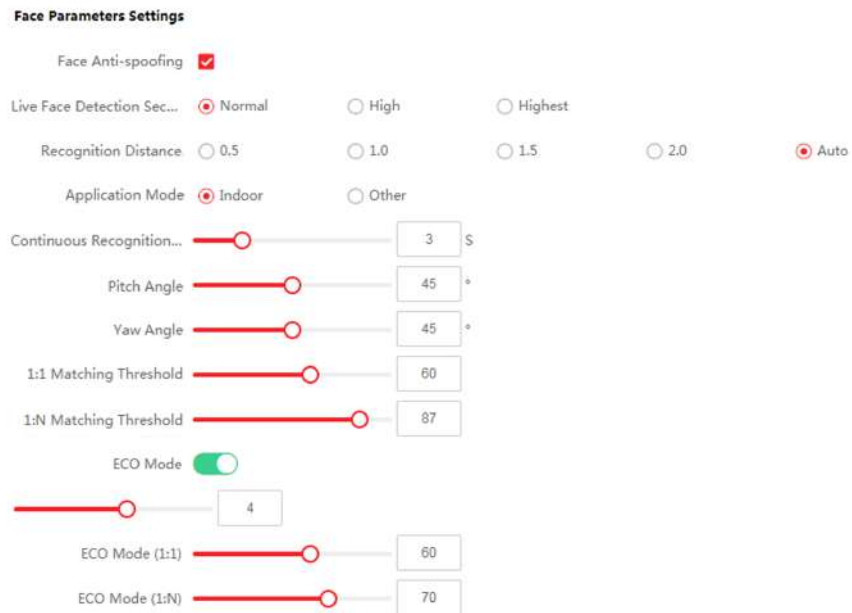 Face Parameters Settings
Face Anti-spoofing
Live Face Detection Sec... Normal High Highest
Recognition Distance 0.5 1.0 1.5 2.0 Auto
Application Mode Indoor Other
Continuous Recognition... 3 S
Pitch Angle 45 °
Yaw Angle 45 °
1:1 Matching Threshold 60
1:N Matching Threshold 87
ECO Mode
4
ECO Mode (1:1) 60
ECO Mode (1:N) 70